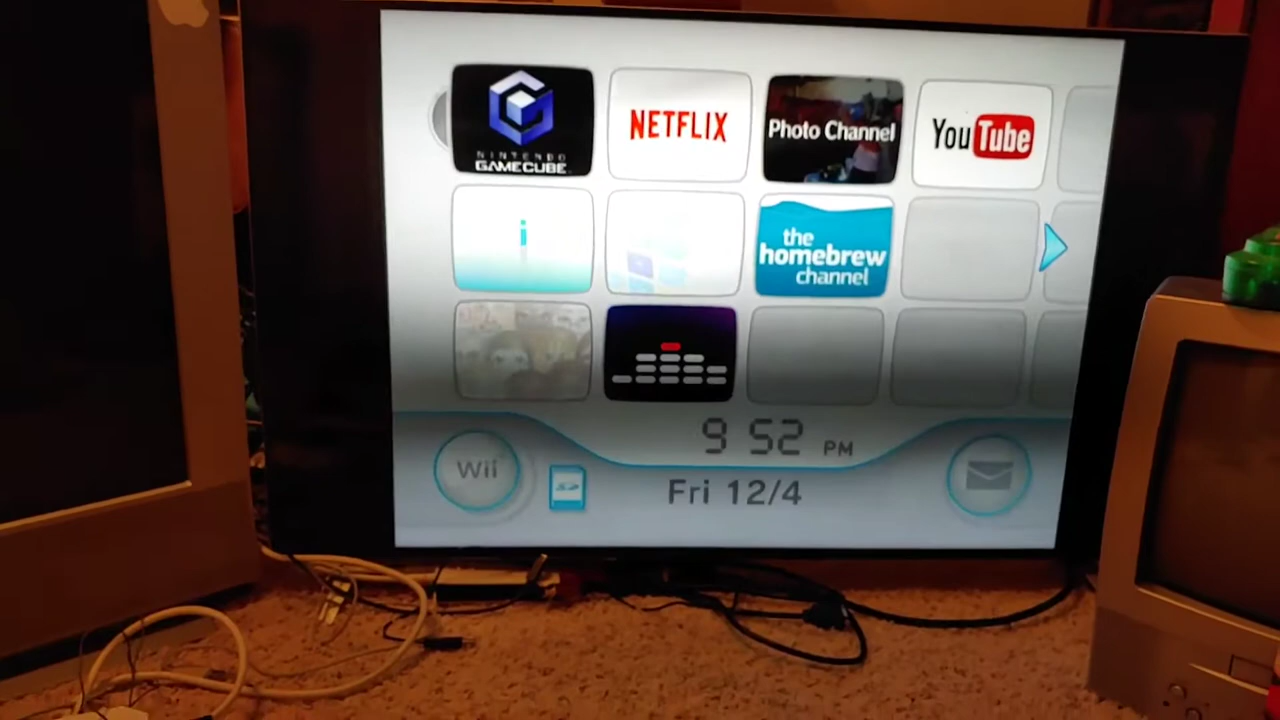 NINTENDO
GAMECUBE
NETFLIX
Photo Channel
YouTube
i
the
homebrew
channel
9 52 PM
Wii
SD
Fri 12/4